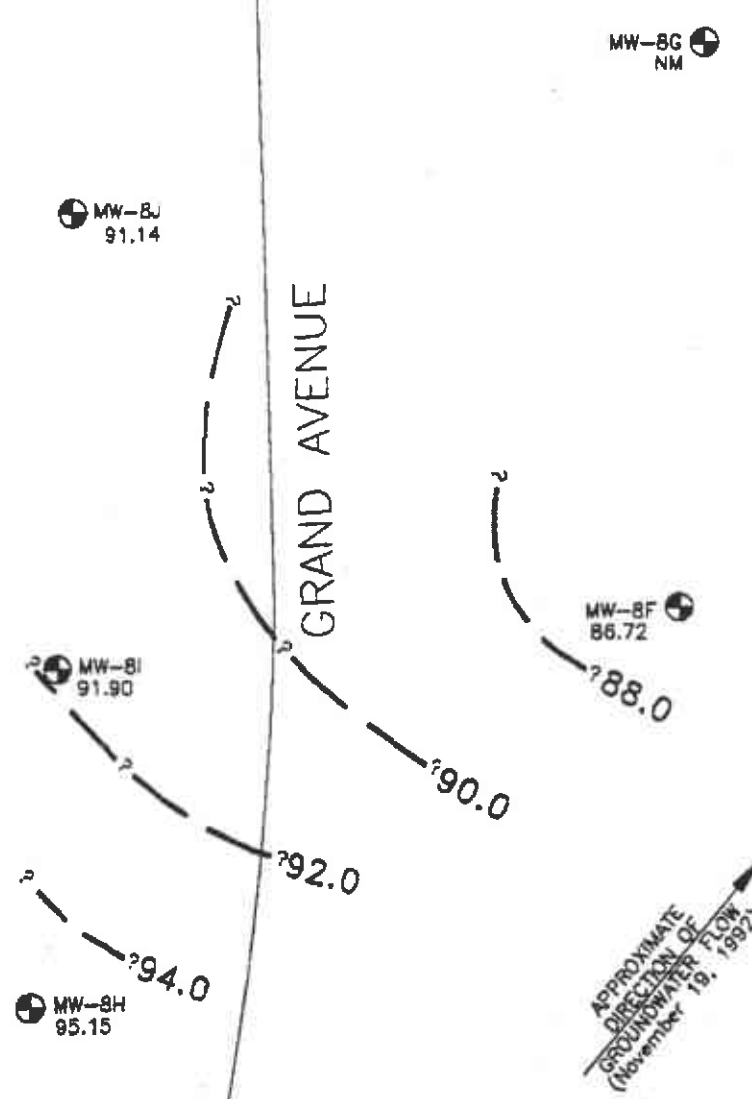 MW-8G
NM
MW-8J
91.14
GRAND AVENUE
?
?
?
MW-8F
86.72
?
MW-8I
91.90
?
?88.0
?
?90.0
?
?92.0
?
?94.0
MW-8H
95.15
APPROXIMATE
DIRECTION OF
GROUNDWATER FLOW
(November 19, 1992)